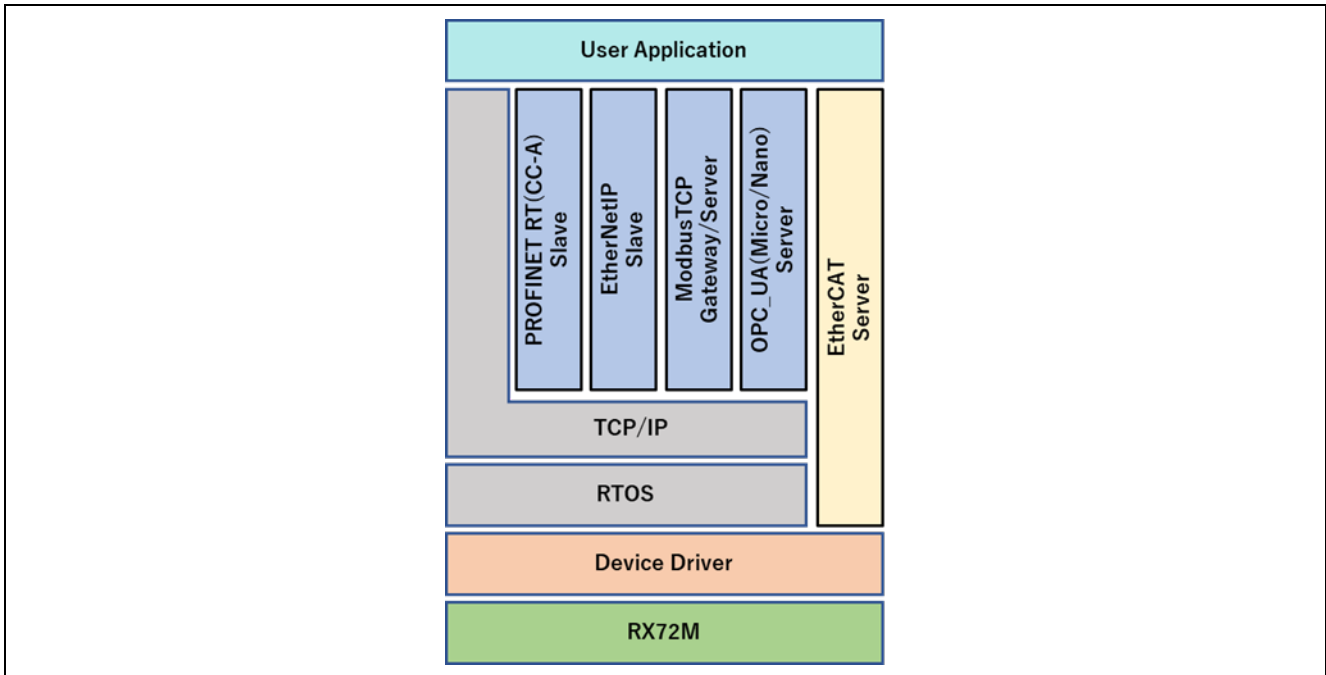 User Application
PROFINET RT(CC-A)
Slave
EtherNetIP
Slave
ModbusTCP
Gateway/Server
OPC_UA(Micro/Nano)
Server
EtherCAT
Server
TCP/IP
RTOS
Device Driver
RX72M